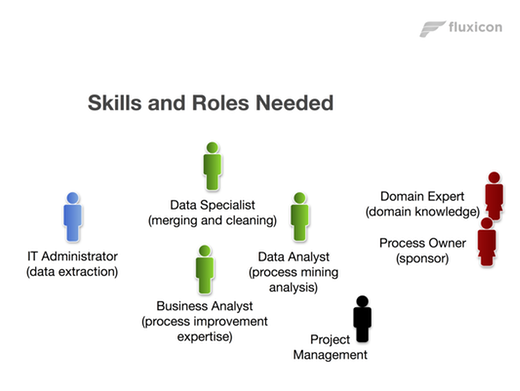 fluxicon
Skills and Roles Needed
Data Specialist
(merging and cleaning)
Domain Expert
(domain knowledge)
IT Administrator
(data extraction)
Data Analyst
(process mining
analysis)
Process Owner
(sponsor)
Business Analyst
(process improvement
expertise)
Project
Management